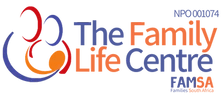 NPO 001074
The Family
Life Centre
FAMSA
Families South Africa